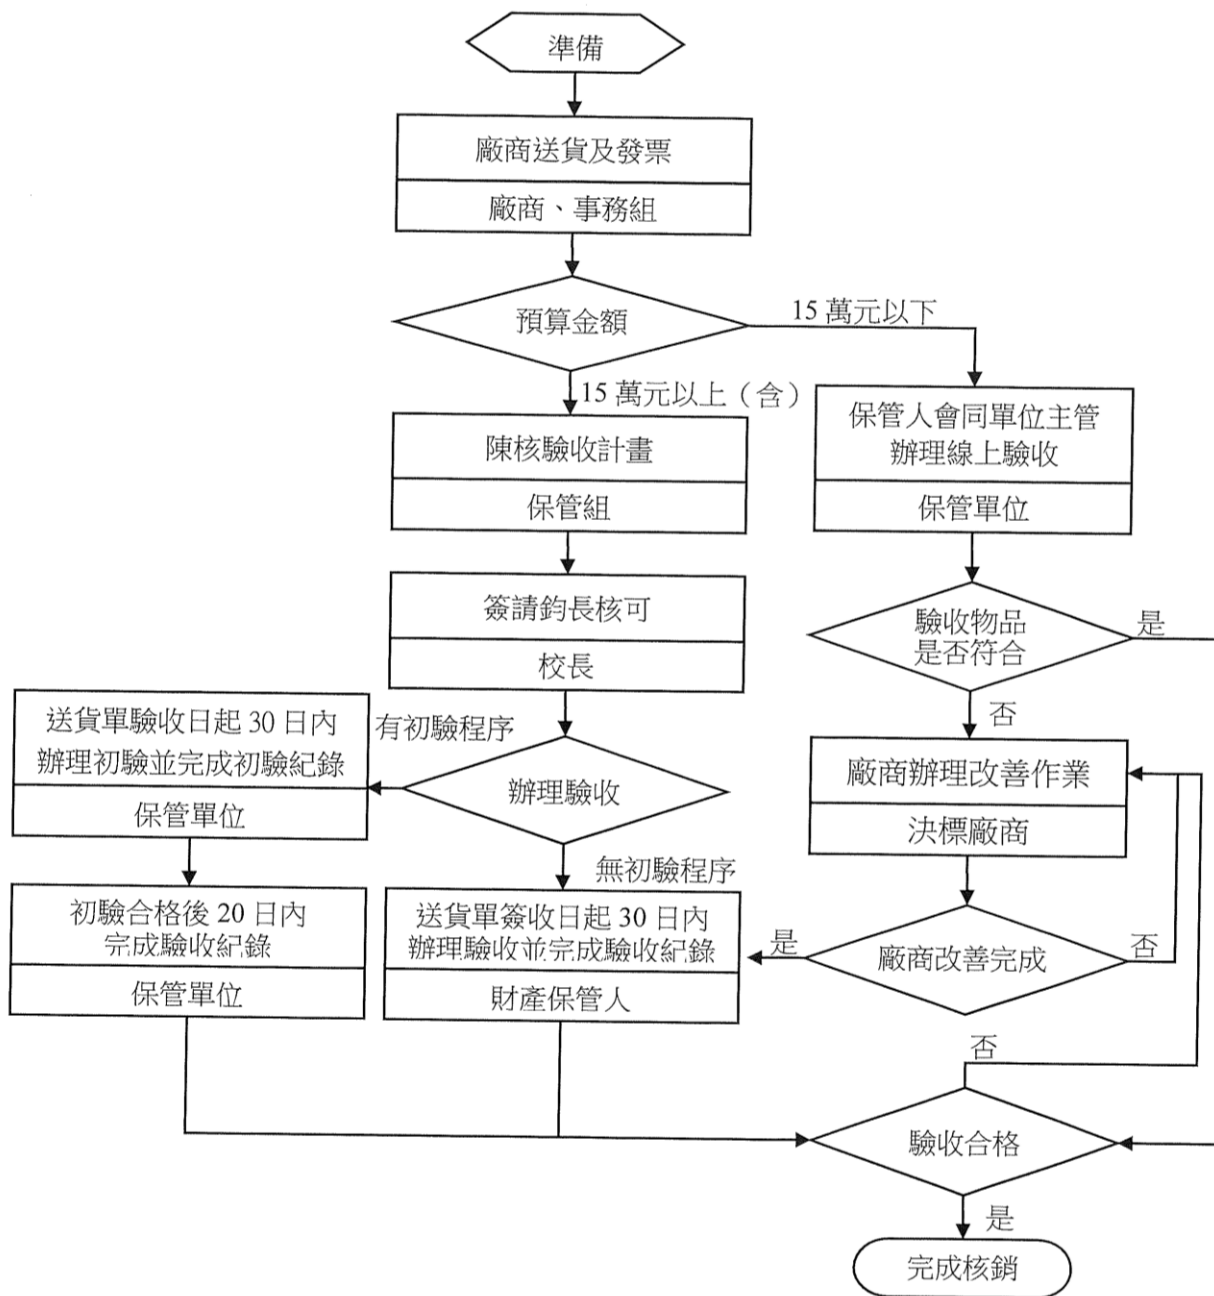 準備
廠商送貨及發票
廠商、事務組
預算金額
15 萬元以下
15 萬元以上（含）
陳核驗收計畫
保管組
保管人會同單位主管
辦理線上驗收
保管單位
簽請鈞長核可
校長
驗收物品
是否符合
是
否
送貨單驗收日起 30 日內
辦理初驗並完成初驗紀錄
保管單位
有初驗程序
辦理驗收
無初驗程序
廠商辦理改善作業
決標廠商
初驗合格後 20 日內
完成驗收紀錄
保管單位
送貨單簽收日起 30 日內
辦理驗收並完成驗收紀錄
財產保管人
是
廠商改善完成
否
否
驗收合格
是
完成核銷